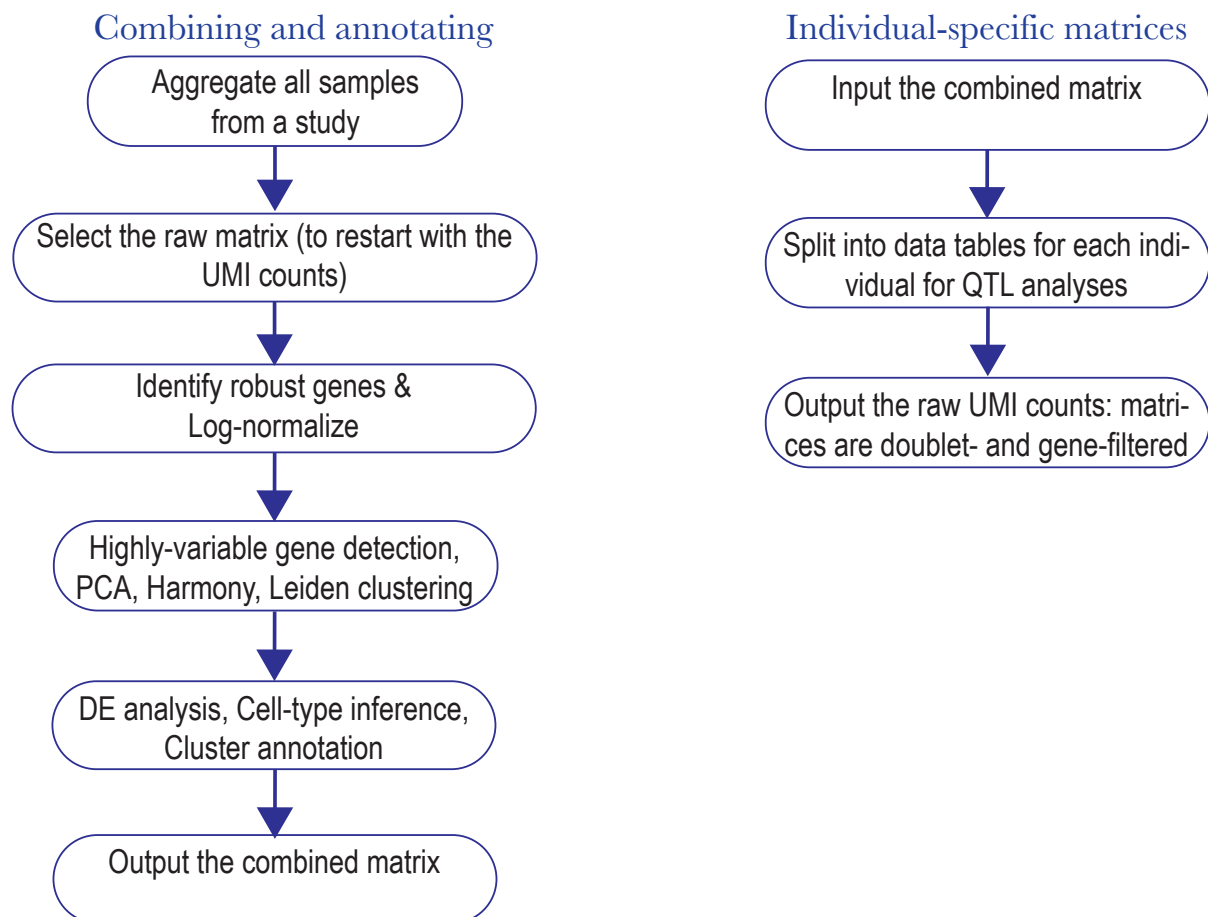 Combining and annotating
Aggregate all samples
from a study
Select the raw matrix (to restart with the
UMI counts)
Identify robust genes &
Log-normalize
Highly-variable gene detection,
PCA, Harmony, Leiden clustering
DE analysis, Cell-type inference,
Cluster annotation
Output the combined matrix
Individual-specific matrices
Input the combined matrix
Split into data tables for each indi-
vidual for QTL analyses
Output the raw UMI counts: matri-
ces are doublet- and gene-filtered